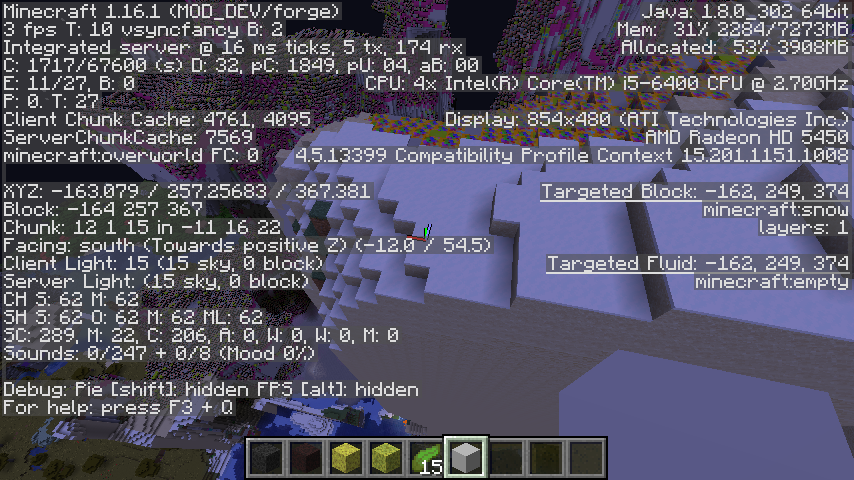 Minecraft 1.16.1 (MOD_DEV/forge)
3 fps T: 10 vsyncfancy B: 2
Integrated server @ 16 ms ticks, 5 tx, 174 rx
C: 1717/67600 (s) D: 32, pC: 1849, pU: 04, aB: 00
E: 11/27, B: 0
P: 0. T: 27
Client Chunk Cache: 4761, 4095
ServerChunkCache: 7569
minecraft:overworld FC: 0
XYZ: -163.079 / 257.25683 / 367.381
Block: -164 257 367
Chunk: 12 1 15 in -11 16 22
Facing: south (Towards positive Z) (-12.0 / 54.5)
Client Light: 15 (15 sky, 0 block)
Server Light: (15 sky, 0 block)
CH S: 62 M: 62
SH S: 62 O: 62 M: 62 ML: 62
SC: 289, M: 22, C: 206, A: 0, W: 0, W: 0, M: 0
Sounds: 0/247 + 0/8 (Mood 0%)
Debug: Pie [shift]: hidden FPS [alt]: hidden
For help: press F3 + Q
Java: 1.8.0_302 64bit
Mem: 31% 2284/7273MB
Allocated: 53% 3908MB
CPU: 4x Intel(R) Core(TM) i5-6400 CPU @ 2.70GHz
Display: 854x480 (ATI Technologies Inc.)
AMD Radeon HD 5450
4.5.13399 Compatibility Profile Context 15.201.1151.1008
Targeted Block: -162, 249, 374
minecraft:snow
layers: 1
Targeted Fluid: -162, 249, 374
minecraft:empty
15